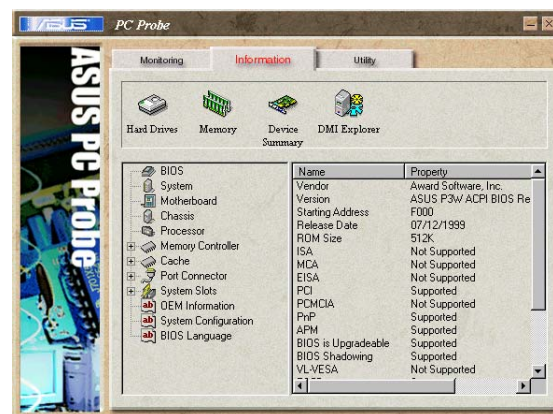 ASUS PC Probe
ASUS PC Probe
Monitoring Information Utility
Hard Drives Memory Device Summary DMI Explorer
BIOS
System
Motherboard
Chassis
Processor
Memory Controller
Cache
Port Connector
System Slots
OEM Information
System Configuration
BIOS Language
Name Property
Vendor Award Software, Inc.
Version ASUS P3W ACPI BIOS Re
Starting Address F000
Release Date 07/12/1999
ROM Size 512K
ISA Not Supported
MCA Not Supported
EISA Not Supported
PCI Supported
PCMCIA Not Supported
PnP Supported
APM Supported
BIOS is Upgradeable Supported
BIOS Shadowing Supported
VL-VESA Not Supported